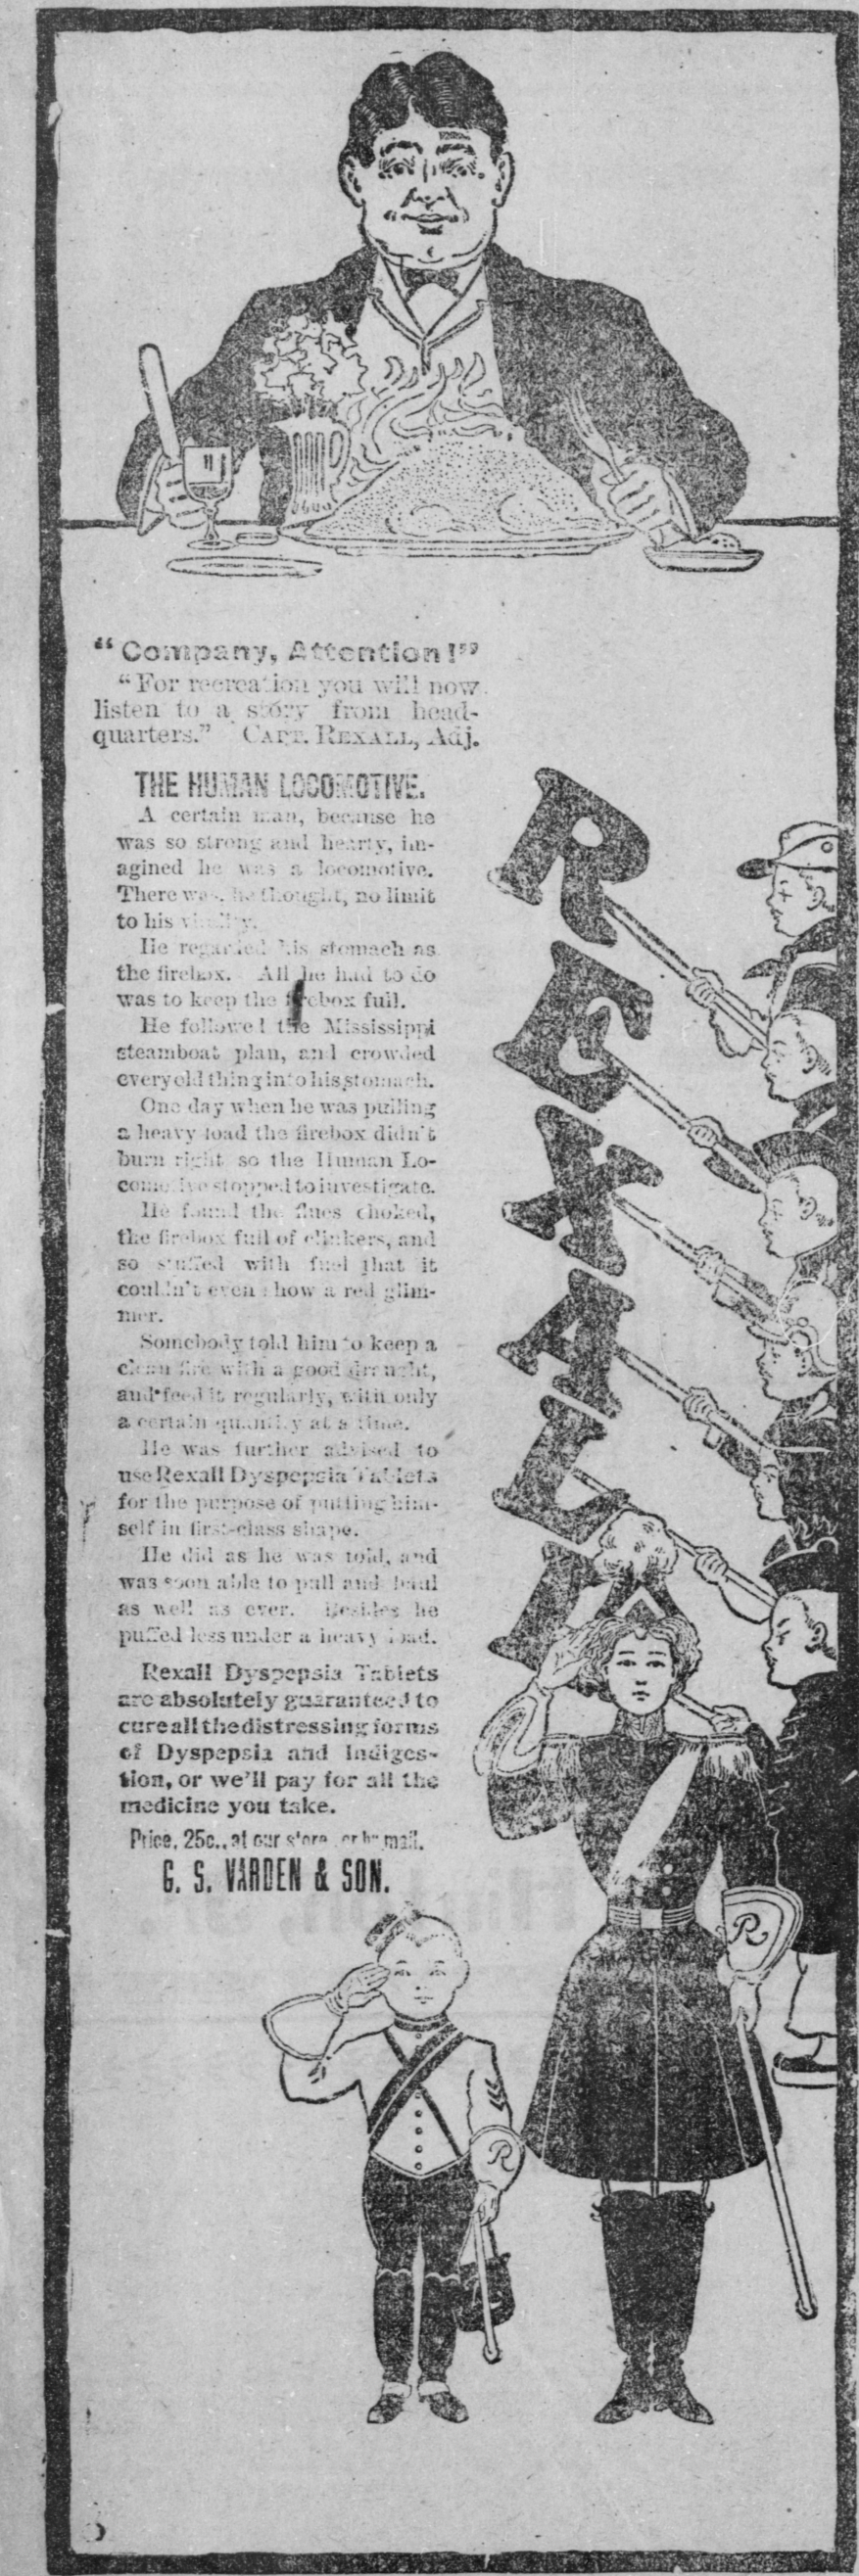 "Company, Attention!"
"For recreation you will now
listen to a story from head-
quarters." CAPT. REXALL, Adj.
THE HUMAN LOCOMOTIVE.
A certain man, because he
was so strong and hearty, im-
agined he was a locomotive.
There was, he thought, no limit
to his vitality.
He regarded his stomach as
the firebox. All he had to do
was to keep the firebox full.
He followed the Mississippi
steamboat plan, and crowded
every old thing into his stomach.
One day when he was pulling
a heavy load the firebox didn't
burn right, so the Human Lo-
comotive stopped to investigate.
He found the flues choked,
the firebox full of clinkers, and
so stuffed with fuel that it
couldn't even show a red glim-
mer.
Somebody told him to keep a
clean fire with a good draught,
and feed it regularly, with only
a certain quantity at a time.
He was further advised to
use Rexall Dyspepsia Tablets
for the purpose of putting him-
self in first-class shape.
He did as he was told, and
was soon able to pull and haul
as well as ever. Besides he
puffed less under a heavy load.
Rexall Dyspepsia Tablets
are absolutely guaranteed to
cure all the distressing forms
of Dyspepsia and Indiges-
tion, or we'll pay for all the
medicine you take.
Price, 25c., at our store, or by mail.
G. S. VARDEN & SON.
REXALL
R
R